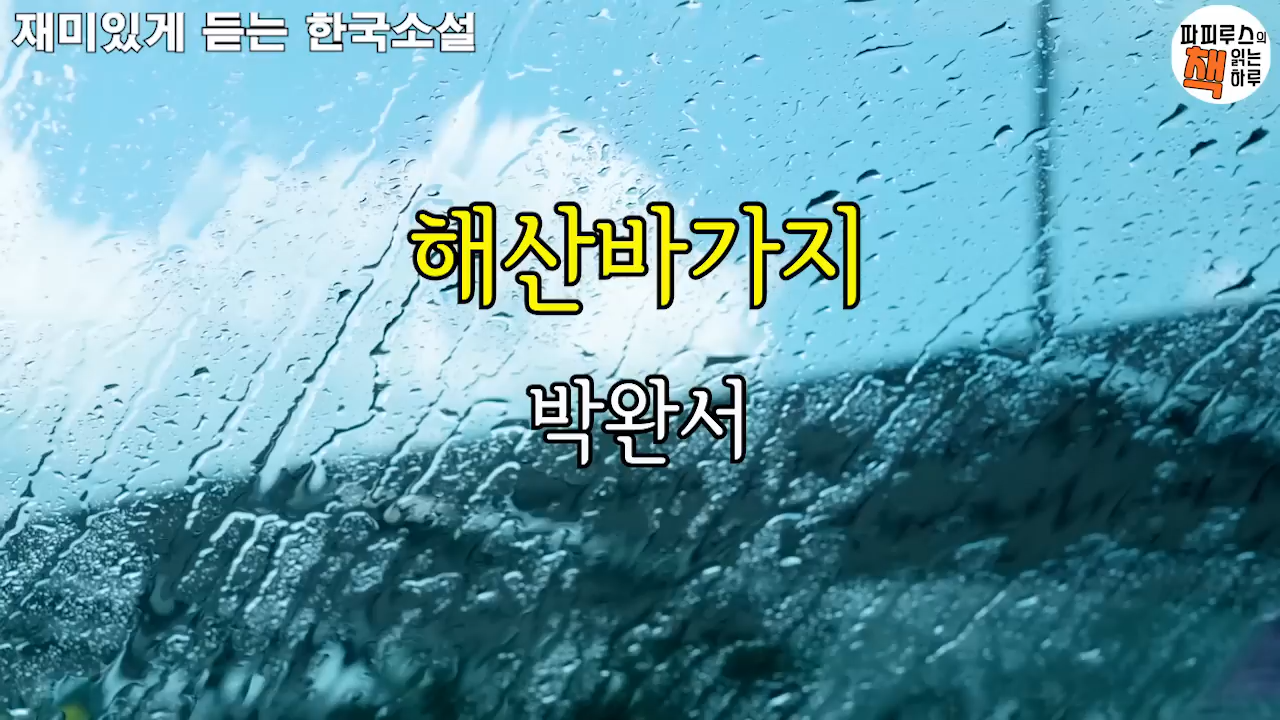 재미있게 듣는 한국소설
파피루스의
책 읽는
하루
해산바가지
박완서